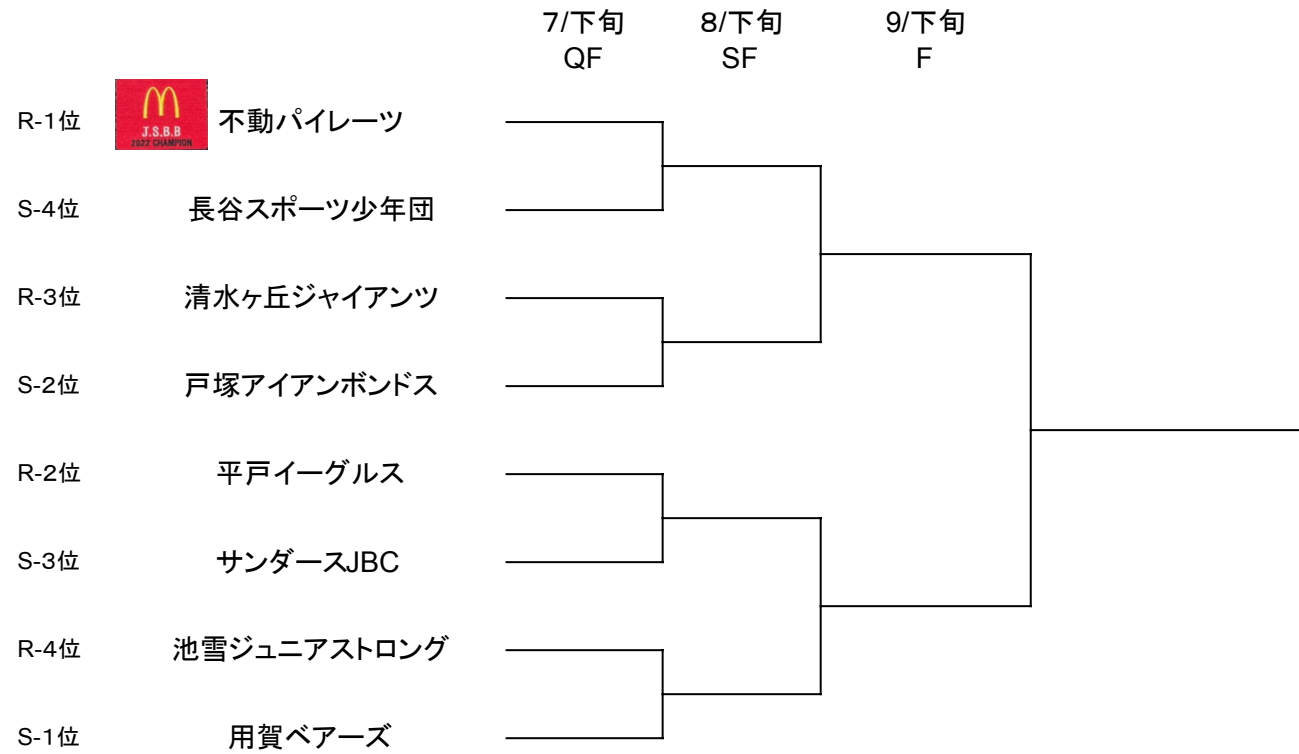 7/下旬 8/下旬 9/下旬
QF SF F
R-1位 J.S.B.B 2022 CHAMPION 不動パイレーツ
S-4位 長谷スポーツ少年団
R-3位 清水ヶ丘ジャイアンツ
S-2位 戸塚アイアンボンドス
R-2位 平戸イーグルス
S-3位 サンダースJBC
R-4位 池雪ジュニアストロング
S-1位 用賀ベアーズ